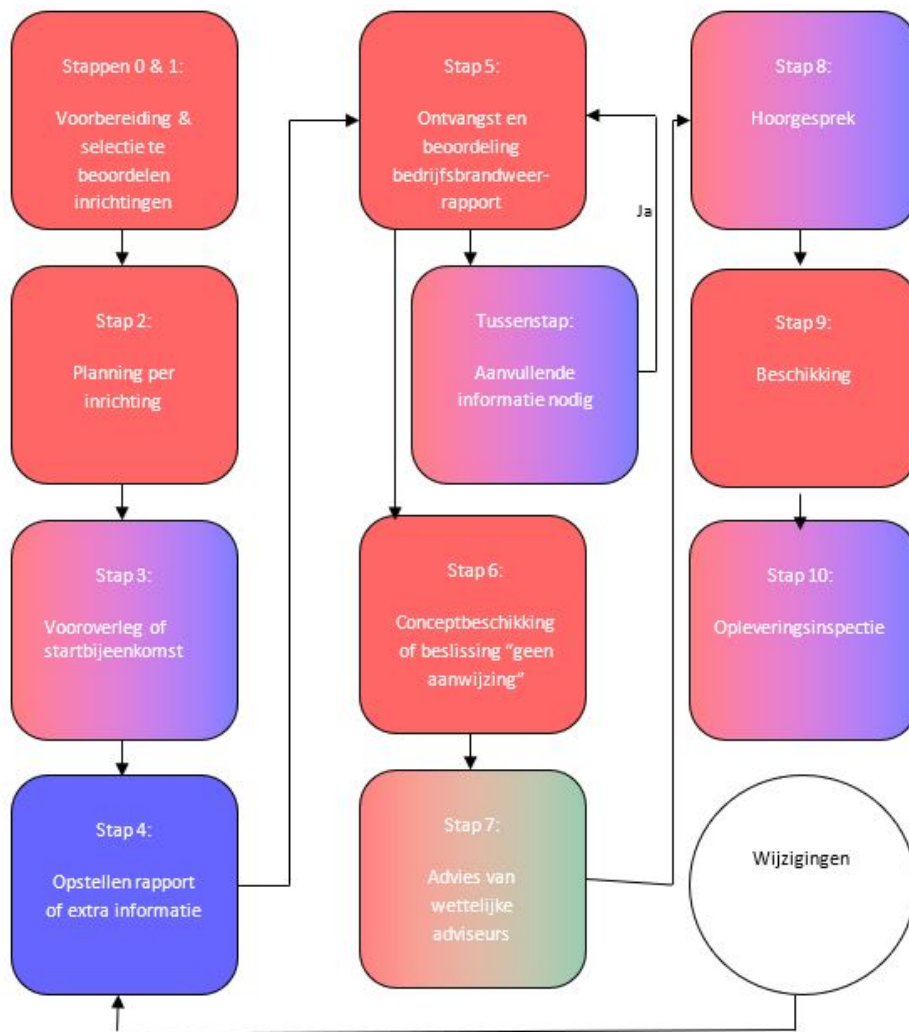 Stappen 0 & 1:
Voorbereiding &
selectie te
beoordelen
inrichtingen
Stap 2:
Planning per
inrichting
Stap 3:
Vooroverleg of
startbijeenkomst
Stap 4:
Opstellen rapport
of extra informatie
Stap 5:
Ontvangst en
beoordeling
bedrijfsbrandweer-
rapport
Ja
Tussenstap:
Aanvullende
informatie nodig
Stap 6:
Conceptbeschikking
of beslissing “geen
aanwijzing”
Stap 7:
Advies van
wettelijke
adviseurs
Stap 8:
Hoorgesprek
Stap 9:
Beschikking
Stap 10:
Opleveringsinspectie
Wijzigingen